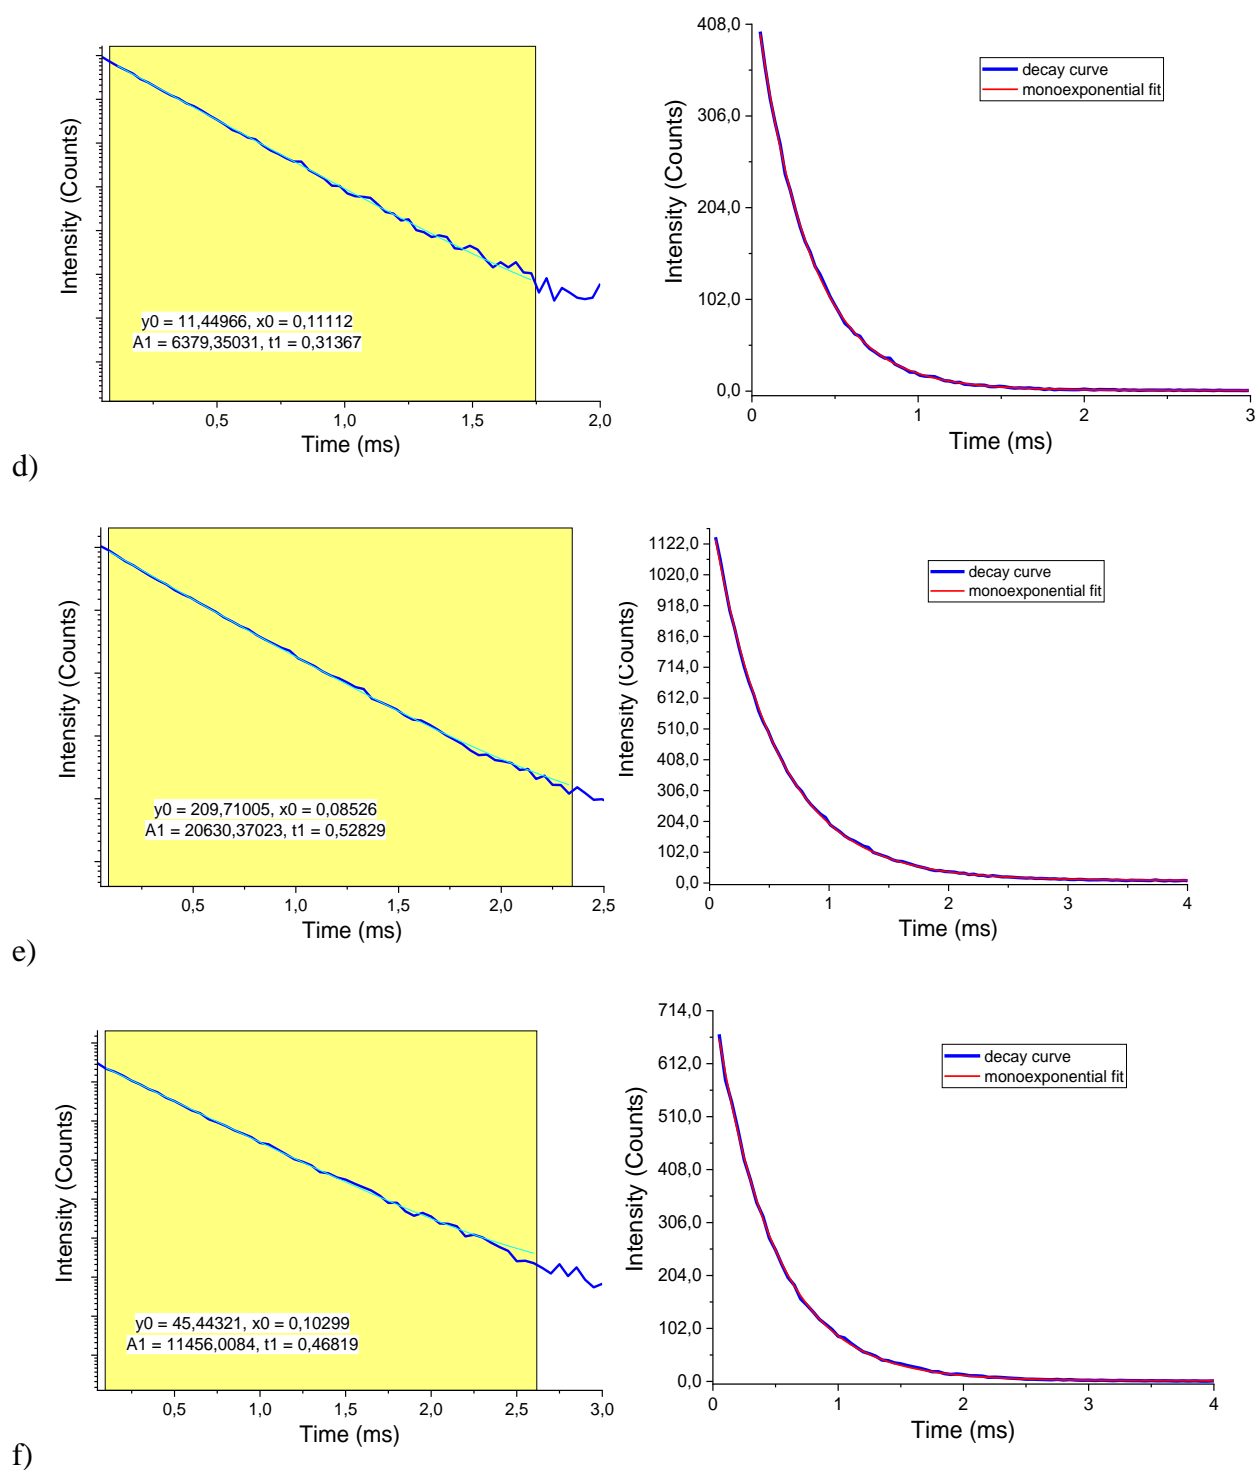 Intensity (Counts)
y0 = 11,44966, x0 = 0,11112
A1 = 6379,35031, t1 = 0,31367
0,5 1,0 1,5 2,0
Time (ms)
408,0
306,0
204,0
102,0
0,0
Intensity (Counts)
decay curve
monoexponential fit
0 1 2 3
Time (ms)
d)
Intensity (Counts)
y0 = 209,71005, x0 = 0,08526
A1 = 20630,37023, t1 = 0,52829
0,5 1,0 1,5 2,0 2,5
Time (ms)
1122,0
1020,0
918,0
816,0
714,0
612,0
510,0
408,0
306,0
204,0
102,0
0,0
Intensity (Counts)
decay curve
monoexponential fit
0 1 2 3 4
Time (ms)
e)
Intensity (Counts)
y0 = 45,44321, x0 = 0,10299
A1 = 11456,0084, t1 = 0,46819
0,5 1,0 1,5 2,0 2,5 3,0
Time (ms)
714,0
612,0
510,0
408,0
306,0
204,0
102,0
0,0
Intensity (Counts)
decay curve
monoexponential fit
0 1 2 3 4
Time (ms)
f)